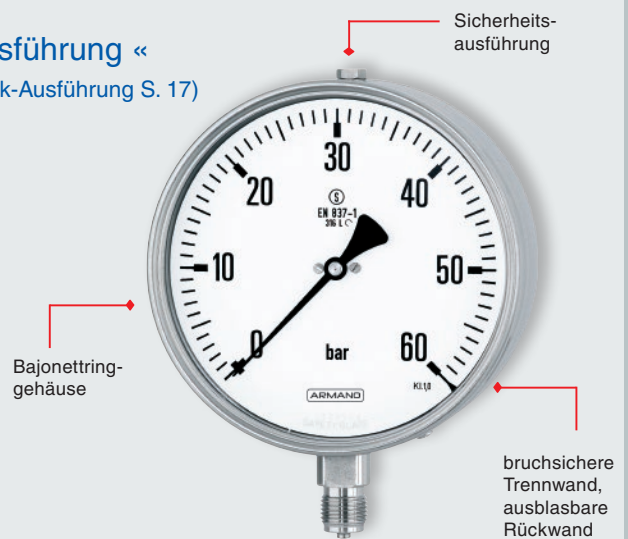 sführung «
k-Ausführung S. 17)
Sicherheits-
ausführung
30
20
40
S
EN 837-1
316 L
10
50
0
bar
60
Kl.1,0
ARMANO
Bajonettring-
gehäuse
bruchsichere
Trennwand,
ausblasbare
Rückwand